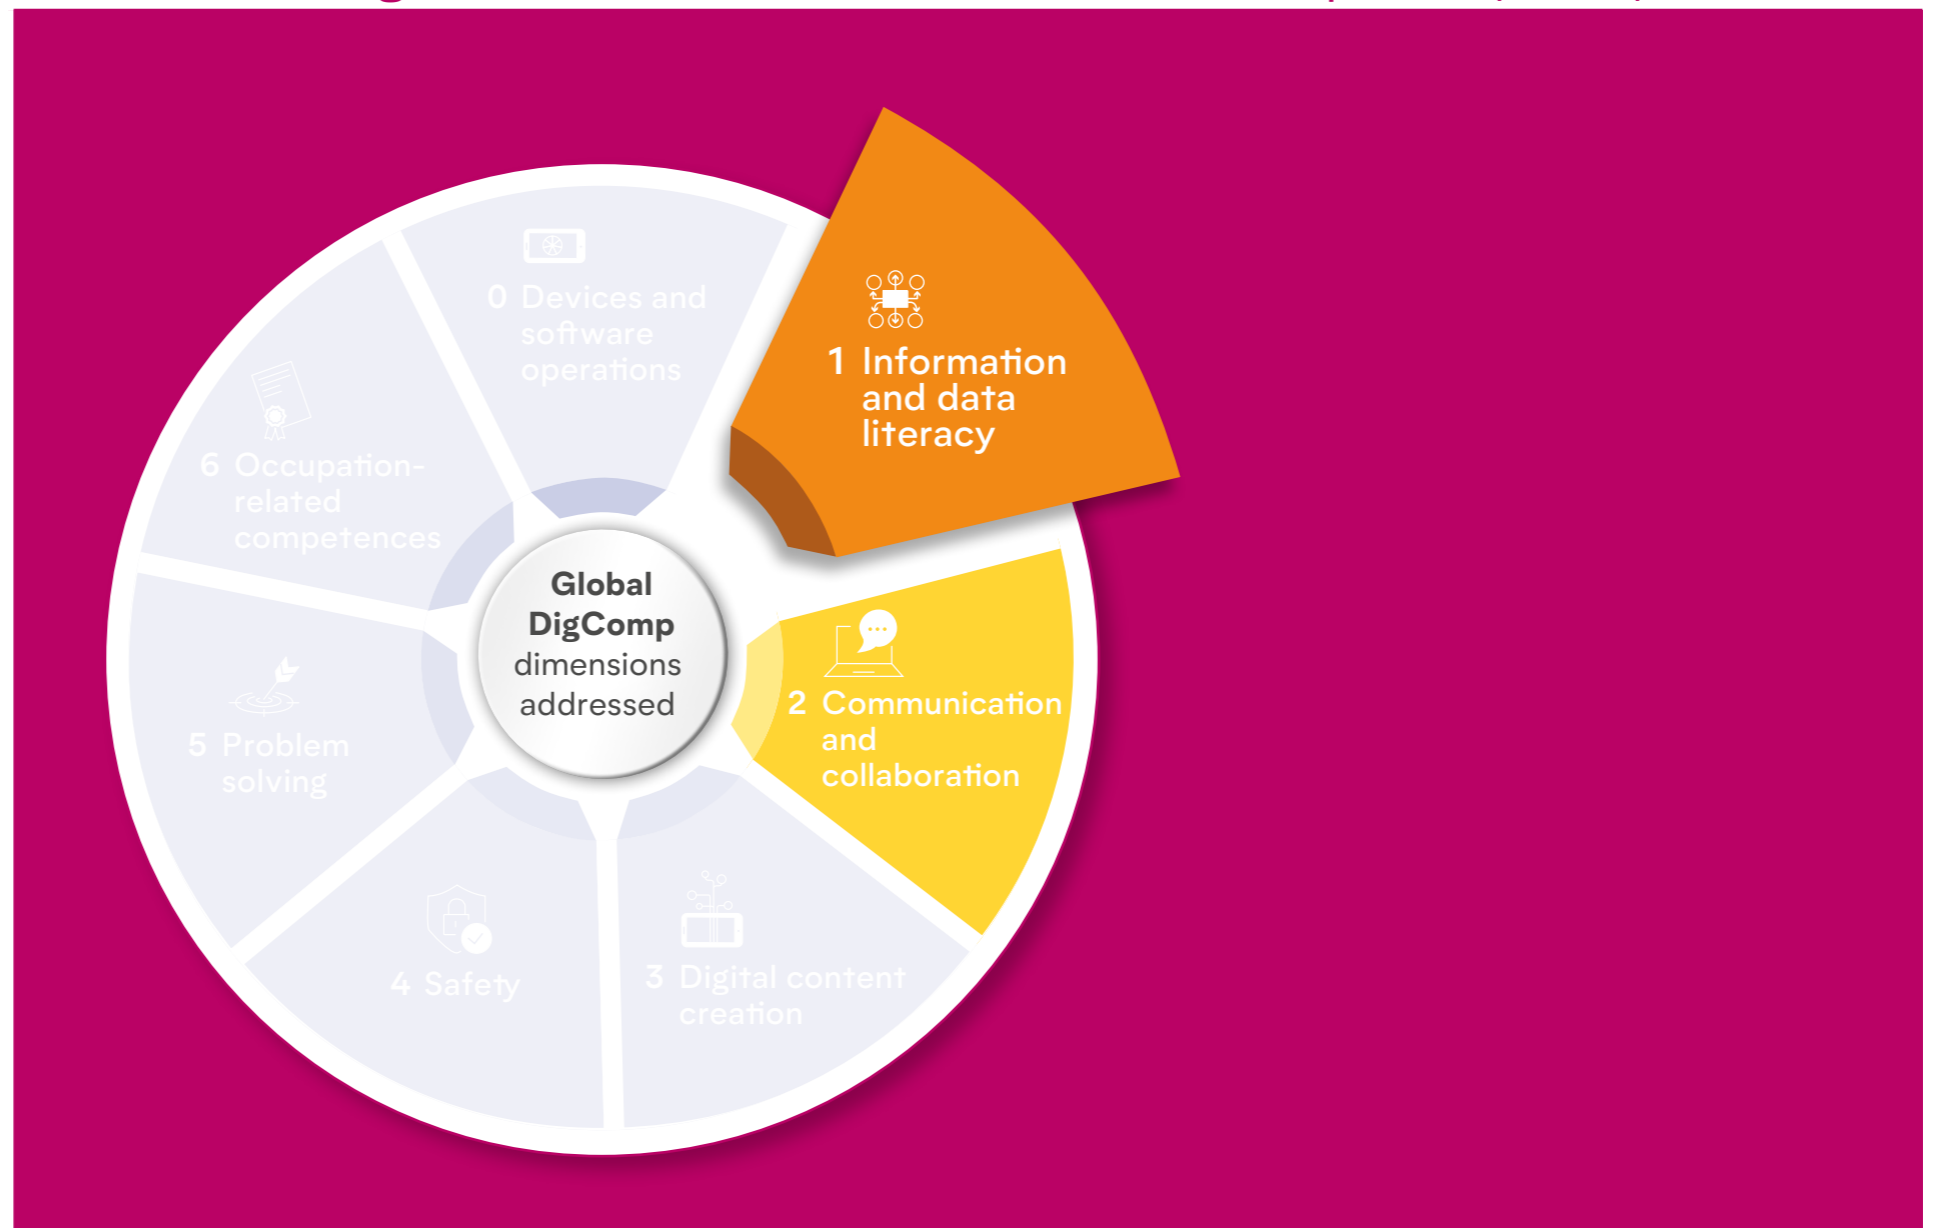 0 Devices and
software
operations
1 Information
and data
literacy
2 Communication
and
collaboration
3 Digital content
creation
4 Safety
5 Problem
solving
6 Occupation-
related
competences
Global
DigComp
dimensions
addressed